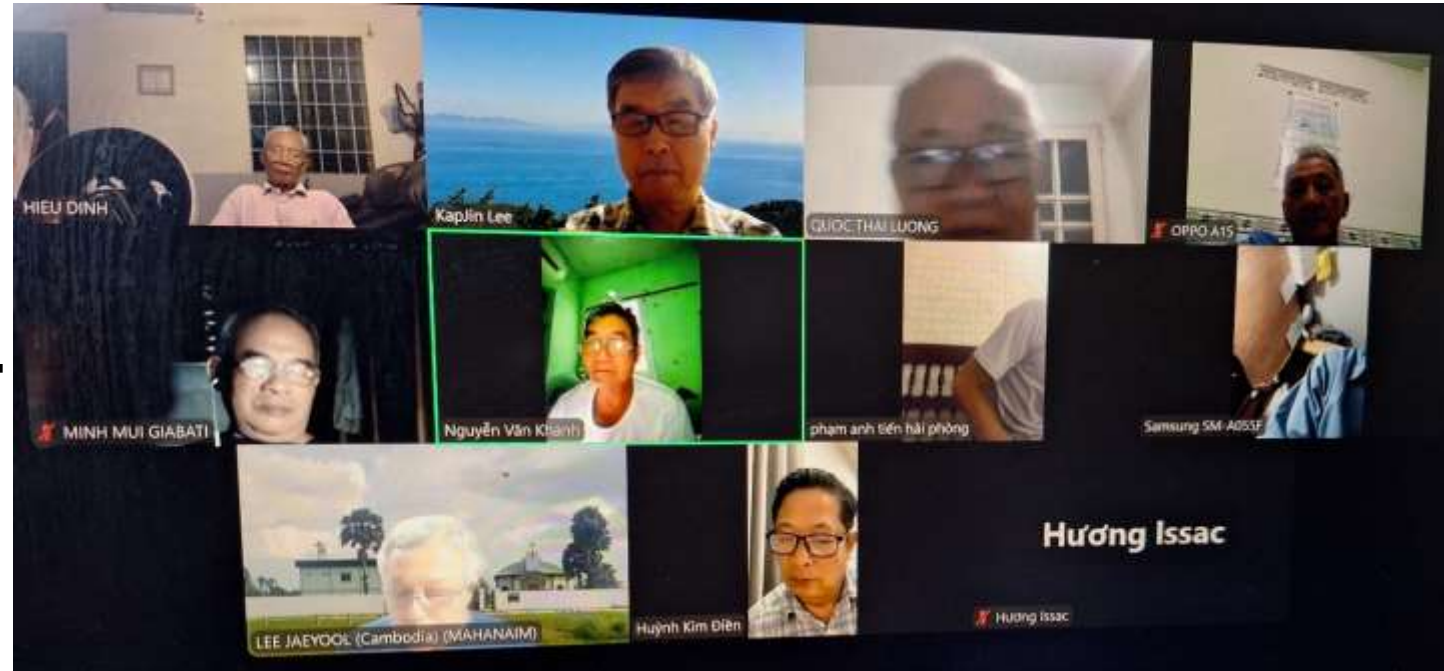 HIEU DINH
KapJin Lee
QUOC THAI LUONG
OPPO A15
MINH MUI GIABATI
Nguyễn Văn Khanh
phạm anh tiến hải phòng
Samsung SM-A055F
LEE JAEYOOL (Cambodia) (MAHANAIM)
Huỳnh Kim Điền
Hương Issac
Hương Issac